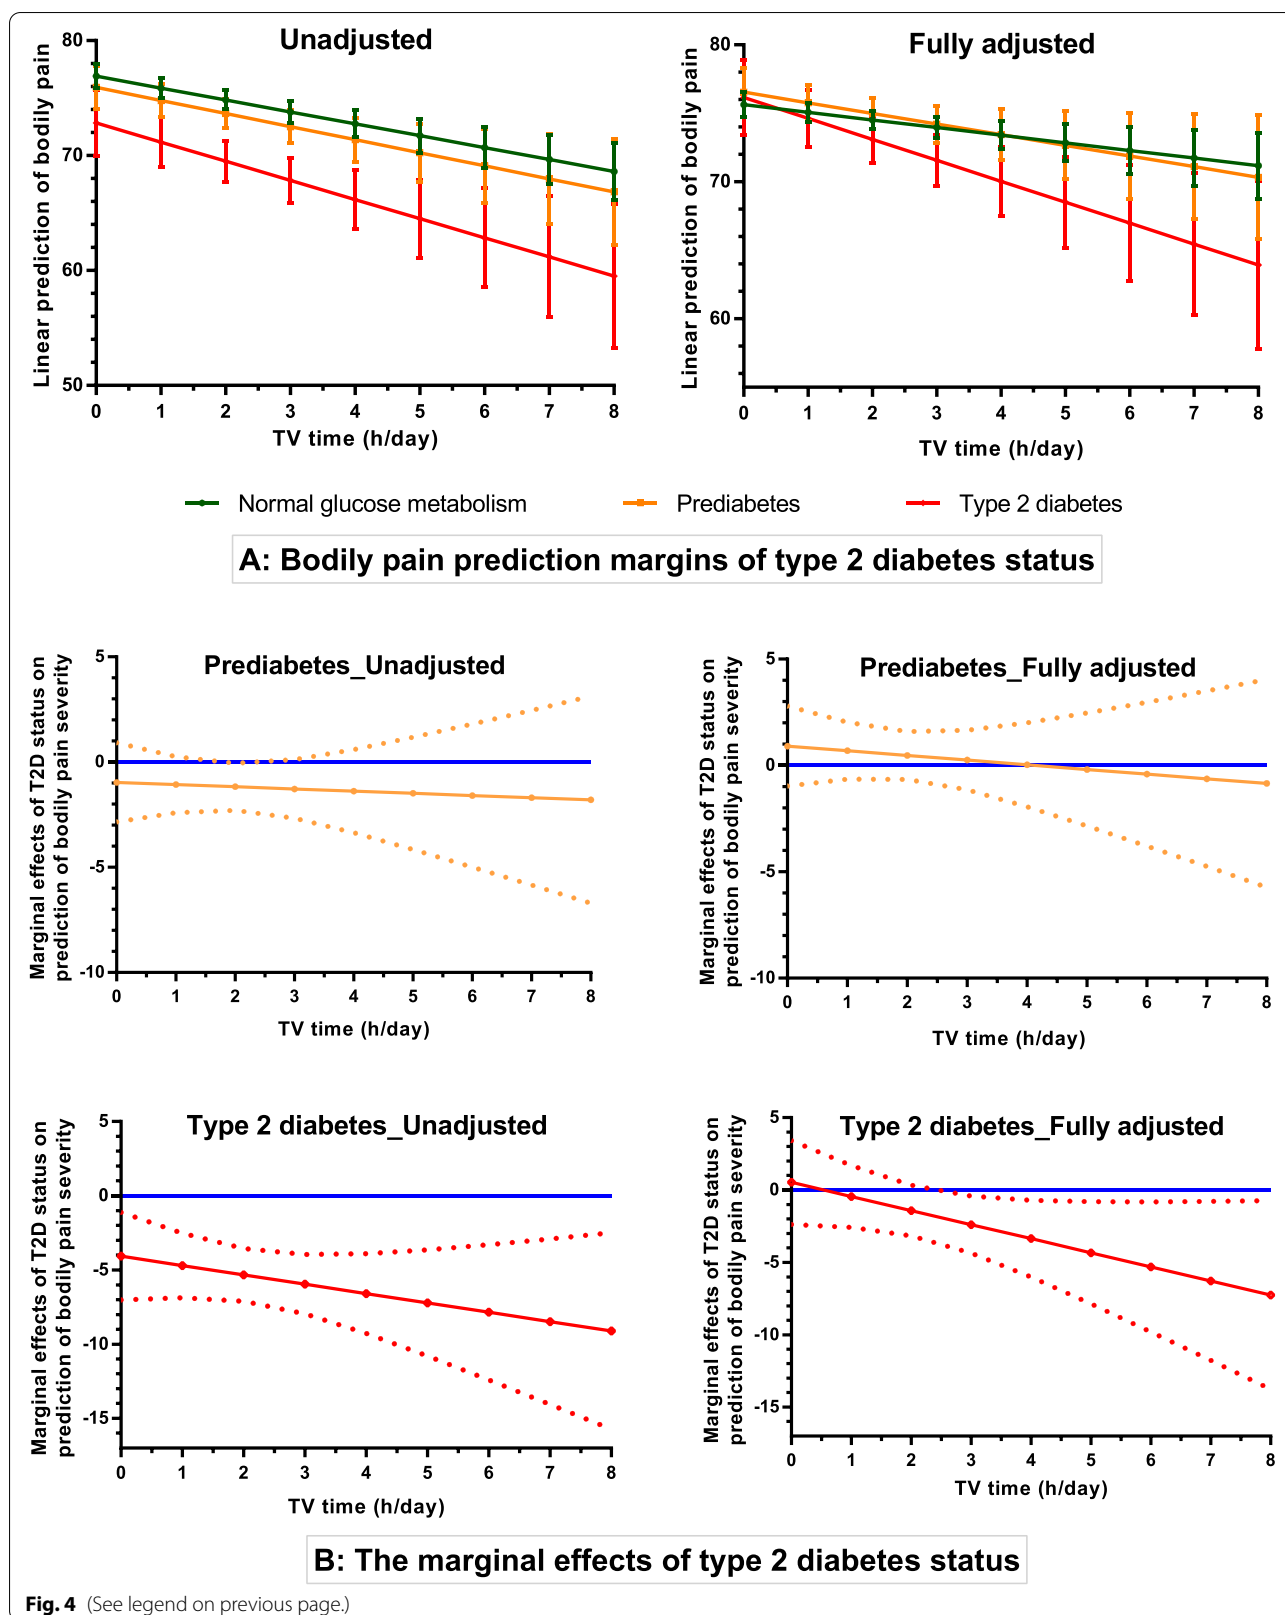 Unadjusted
Linear prediction of bodily pain
80
70
60
50
0 1 2 3 4 5 6 7 8
TV time (h/day)
Fully adjusted
Linear prediction of bodily pain
80
70
60
0 1 2 3 4 5 6 7 8
TV time (h/day)
Normal glucose metabolism Prediabetes Type 2 diabetes
A: Bodily pain prediction margins of type 2 diabetes status
Prediabetes_Unadjusted
Marginal effects of T2D status on
prediction of bodily pain severity
5
0
-5
-10
0 1 2 3 4 5 6 7 8
TV time (h/day)
Prediabetes_Fully adjusted
Marginal effects of T2D status on
prediction of bodily pain severity
5
0
-5
-10
0 1 2 3 4 5 6 7 8
TV time (h/day)
Type 2 diabetes_Unadjusted
Marginal effects of T2D status on
prediction of bodily pain severity
5
0
-5
-10
-15
0 1 2 3 4 5 6 7 8
TV time (h/day)
Type 2 diabetes_Fully adjusted
Marginal effects of T2D status on
prediction of bodily pain severity
5
0
-5
-10
-15
0 1 2 3 4 5 6 7 8
TV time (h/day)
B: The marginal effects of type 2 diabetes status
Fig. 4 (See legend on previous page.)